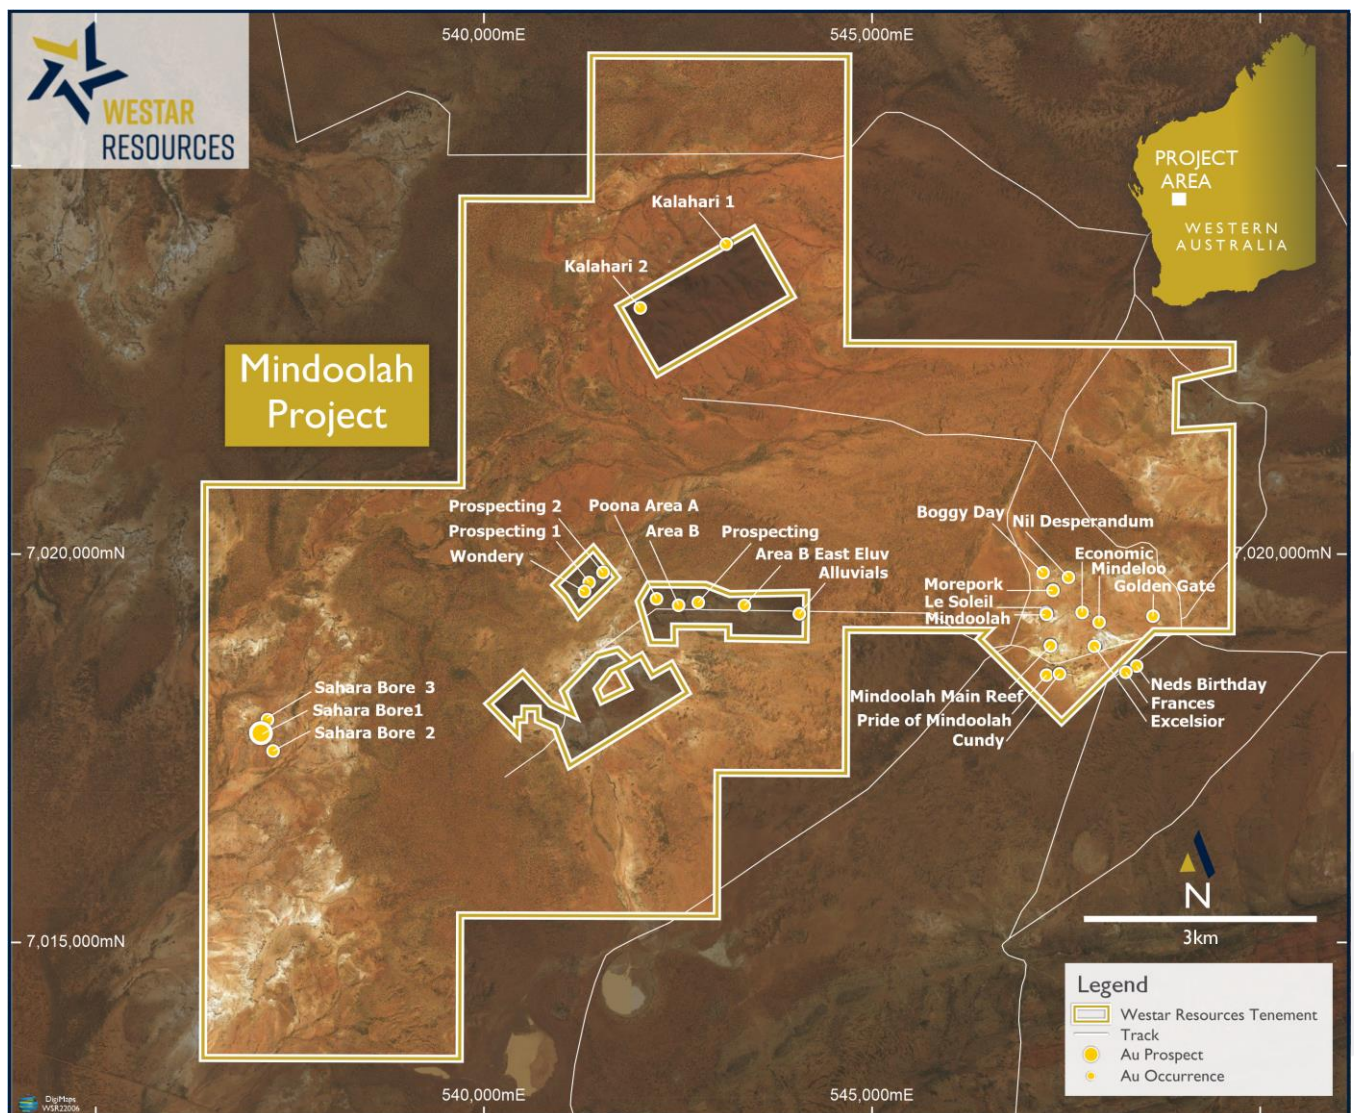 540,000mE
545,000mE
WESTAR
RESOURCES
PROJECT
AREA
WESTERN
AUSTRALIA
Kalahari 1
Kalahari 2
Mindoolah
Project
Prospecting 2
Poona Area A
Prospecting 1
Area B
Prospecting
Wondery
Area B East Eluv
Alluvials
Boggy Day
Nil Desperandum
7,020,000mN
7,020,000mN
Economic
Mindeloo
Golden Gate
Morepork
Le Soleil
Mindoolah
Sahara Bore 3
Sahara Bore1
Sahara Bore 2
Mindoolah Main Reef
Pride of Mindoolah
Cundy
Neds Birthday
Frances
Excelsior
N
3km
7,015,000mN
Legend
Westar Resources Tenement
Track
Au Prospect
Au Occurrence
540,000mE
545,000mE
DigiMaps
WSR22006